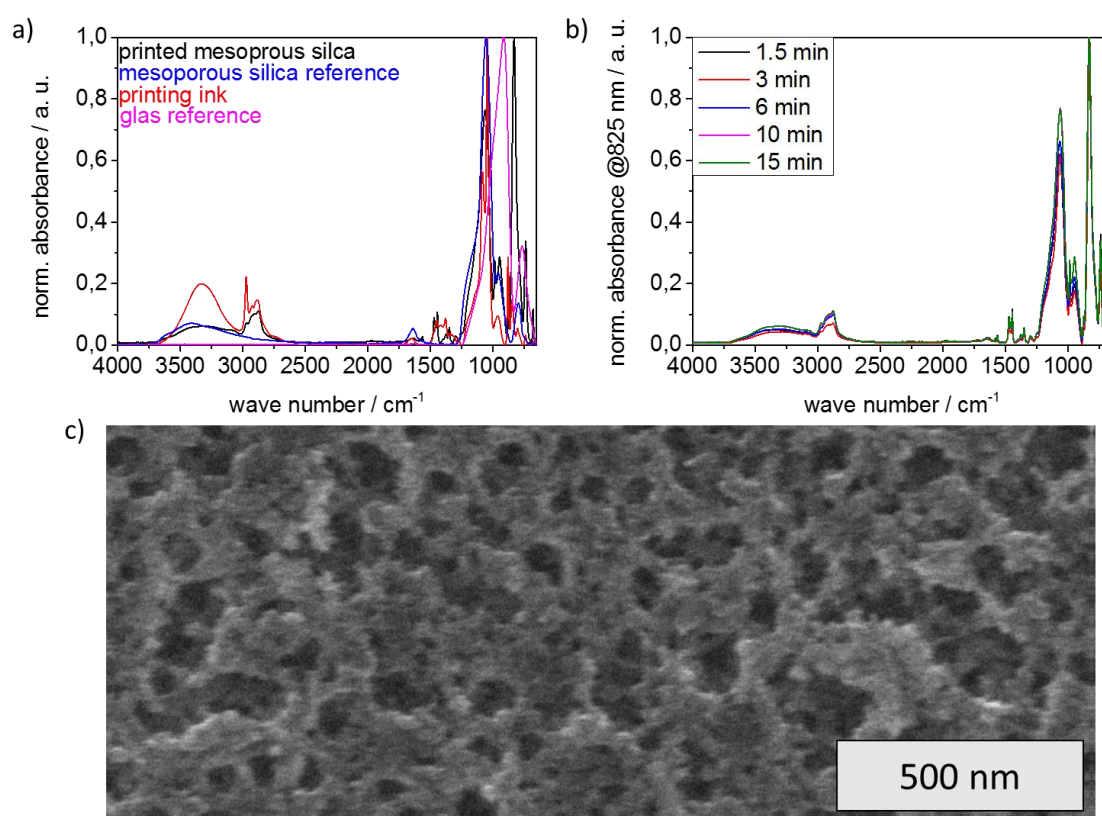 a)
1,0
0,8
0,6
0,4
0,2
0,0
norm. absorbance / a. u.
printed mesoprous silca
mesoporous silica reference
printing ink
glas reference
4000 3500 3000 2500 2000 1500 1000
wave number / cm⁻¹
b)
1,0
0,8
0,6
0,4
0,2
0,0
norm. absorbance @825 nm / a. u.
1.5 min
3 min
6 min
10 min
15 min
4000 3500 3000 2500 2000 1500 1000
wave number / cm⁻¹
c)
500 nm